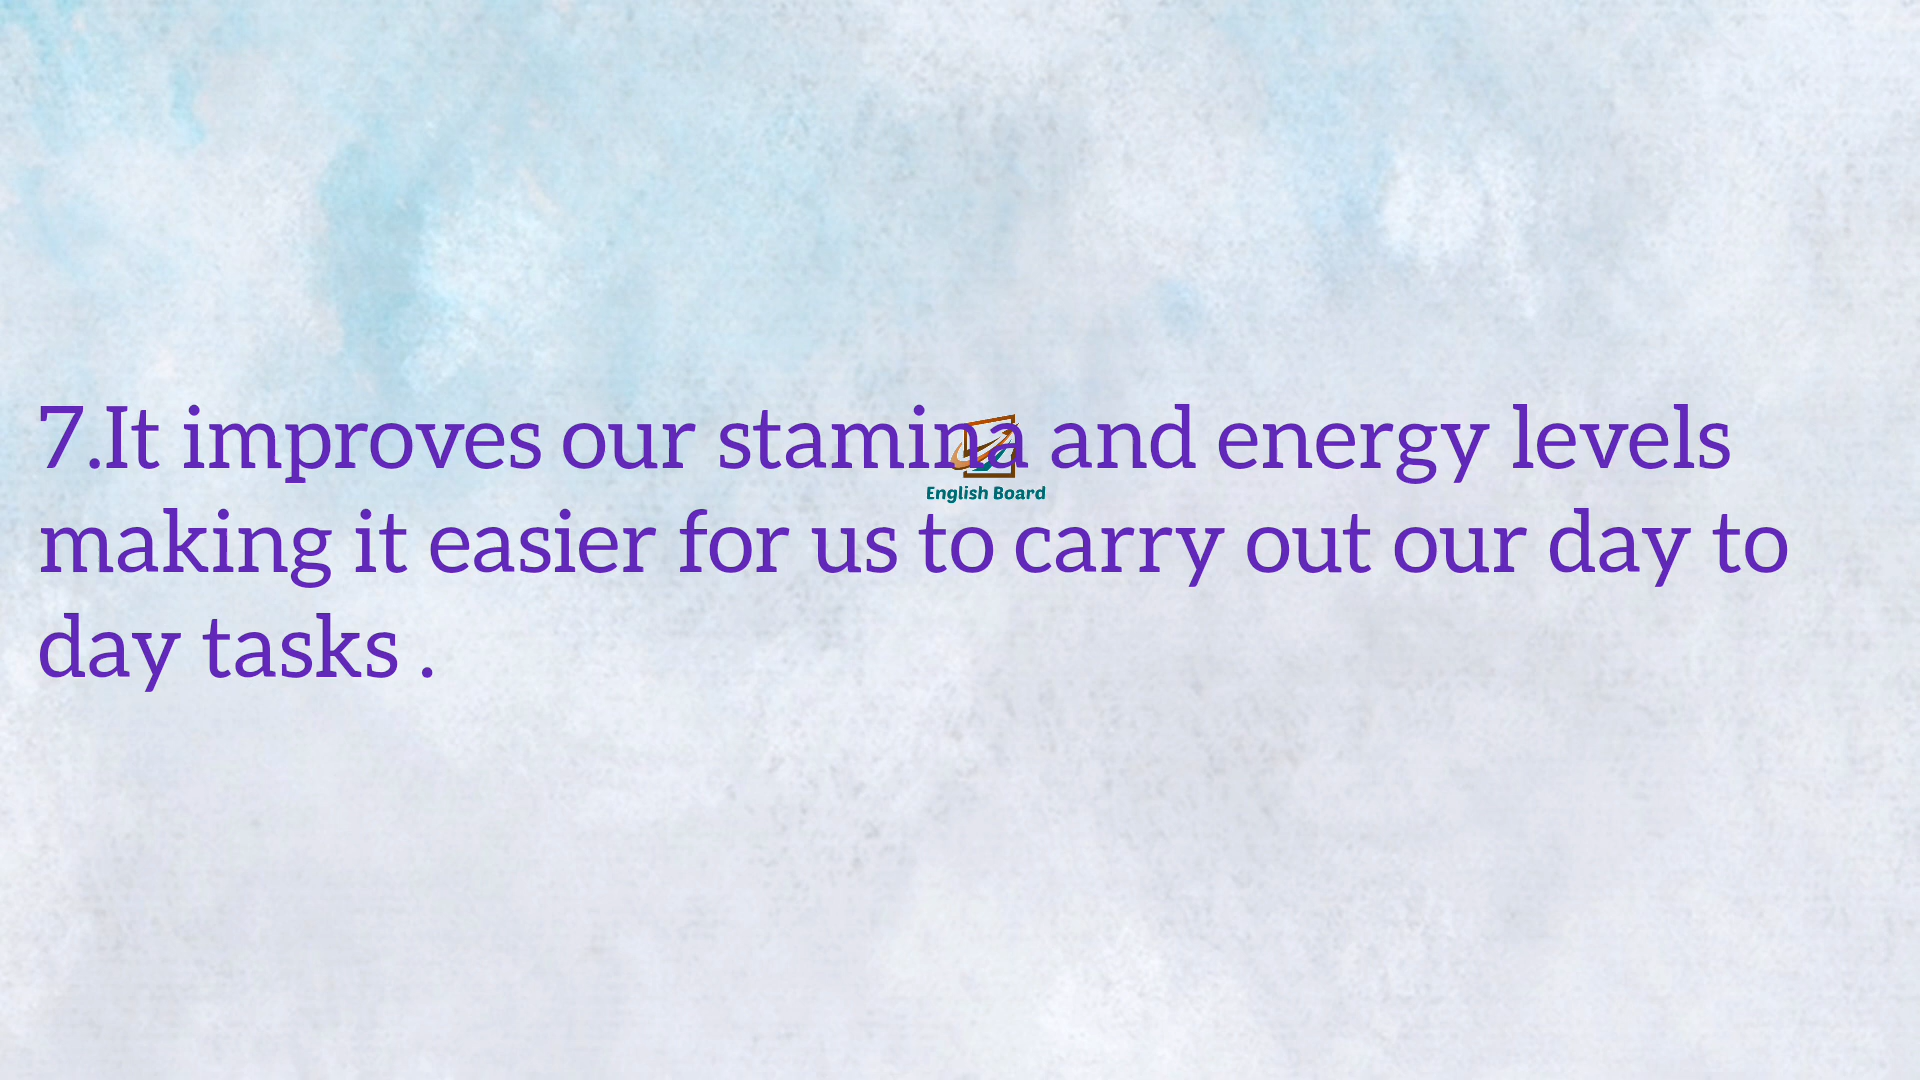 7.It improves our stamina and energy levels
English Board
making it easier for us to carry out our day to
day tasks .